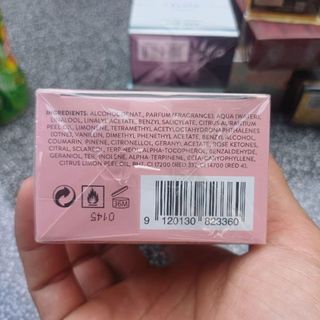 INGREDIENTS: ALCOHOL DENAT., PARFUM (FRAGRANCE), AQUA (WATER),
LINALOOL, LINALYL ACETATE, BENZYL SALICYLATE, CITRUS AURANTIUM
PEEL OIL, LIMONENE, TETRAMETHYL ACETYLOCTAHYDRONAPHTHALENES
(OTNE), VANILLIN, DIMETHYL PHENETHYL ACETATE, BENZYL ALCOHOL,
COUMARIN, PINENE, CITRONELLOL, GERANYL ACETATE, ROSE KETONES,
CITRAL, SCLAREOL, TERPINEOL, ALPHA-TOCOPHEROL, BENZALDEHYDE,
GERANIOL, TERPINOLENE, ALPHA-TERPINENE, BETA-CARYOPHYLLENE,
CITRUS LIMON PEEL OIL, BHT, CI 17200 (RED 33), CI 14700 (RED 4).
36M
0145
9 120130 823360